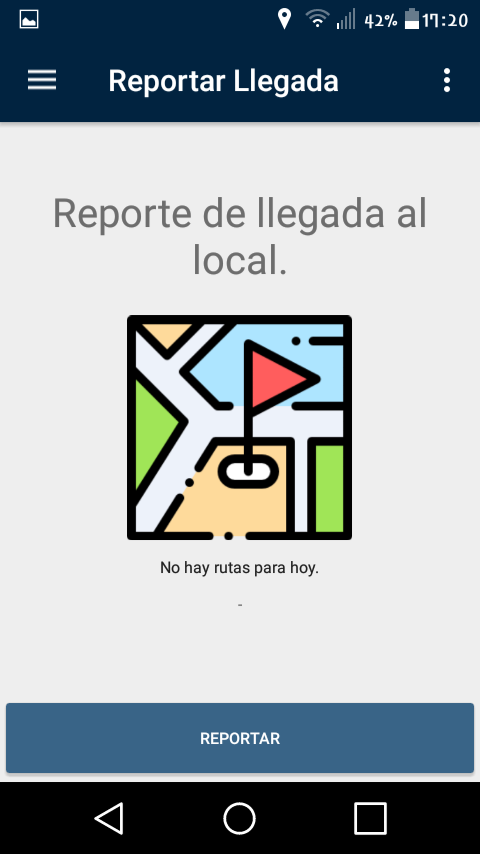 42% 17:20
Reportar Llegada
Reporte de llegada al
local.
No hay rutas para hoy.
-
REPORTAR